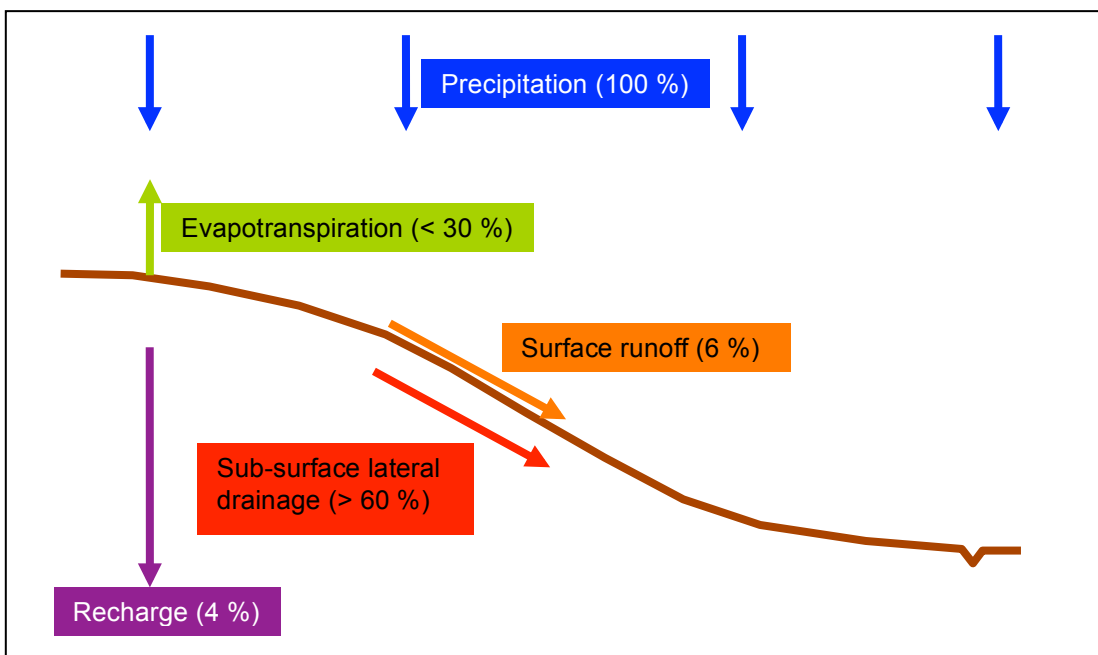 Precipitation (100 %)
Evapotranspiration (< 30 %)
Surface runoff (6 %)
Sub-surface lateral
drainage (> 60 %)
Recharge (4 %)